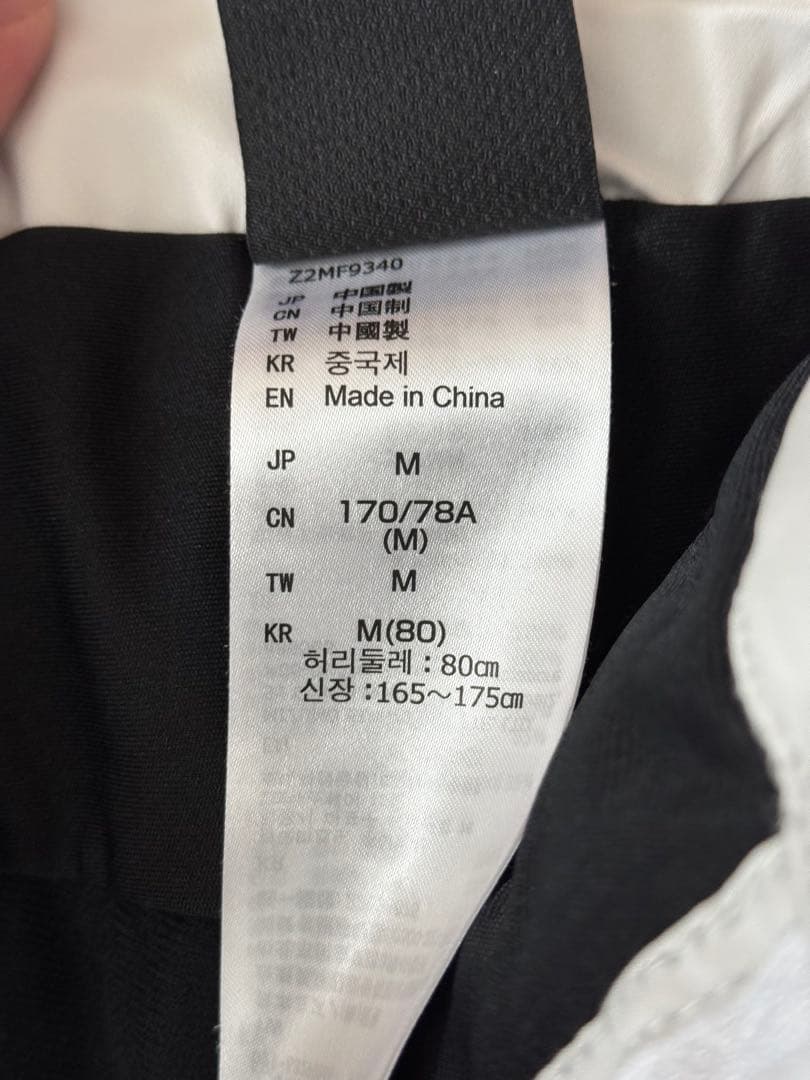 Z2MF9340
JP 中国製
CN 中国制
TW 中國製
KR 중국제
EN Made in China
JP M
CN 170/78A
(M)
TW M
KR M(80)
허리둘레 : 80㎝
신장 :165～175㎝